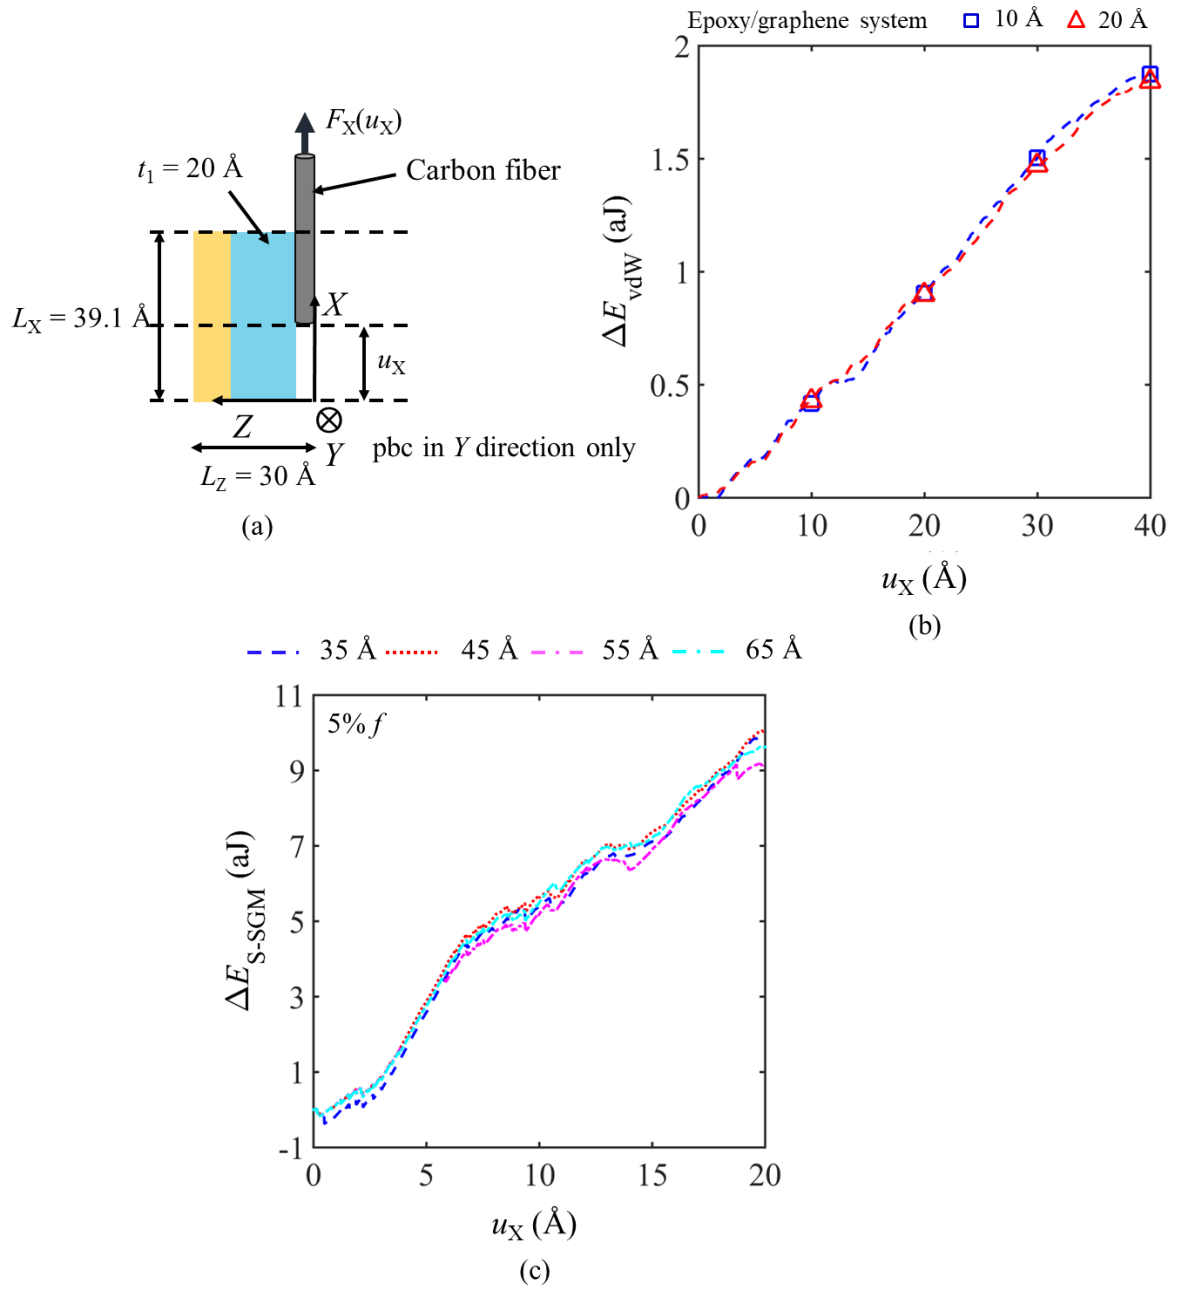 F_X(u_X)
t_1 = 20 Å
Carbon fiber
L_X = 39.1 Å
X
u_X
Z
Y
pbc in Y direction only
L_Z = 30 Å
(a)
Epoxy/graphene system 10 Å 20 Å
2
1.5
1
0.5
0
ΔE_vdW (aJ)
0 10 20 30 40
u_X (Å)
(b)
35 Å 45 Å 55 Å 65 Å
5% f
11
9
7
5
3
1
-1
ΔE_S-SGM (aJ)
0 5 10 15 20
u_X (Å)
(c)